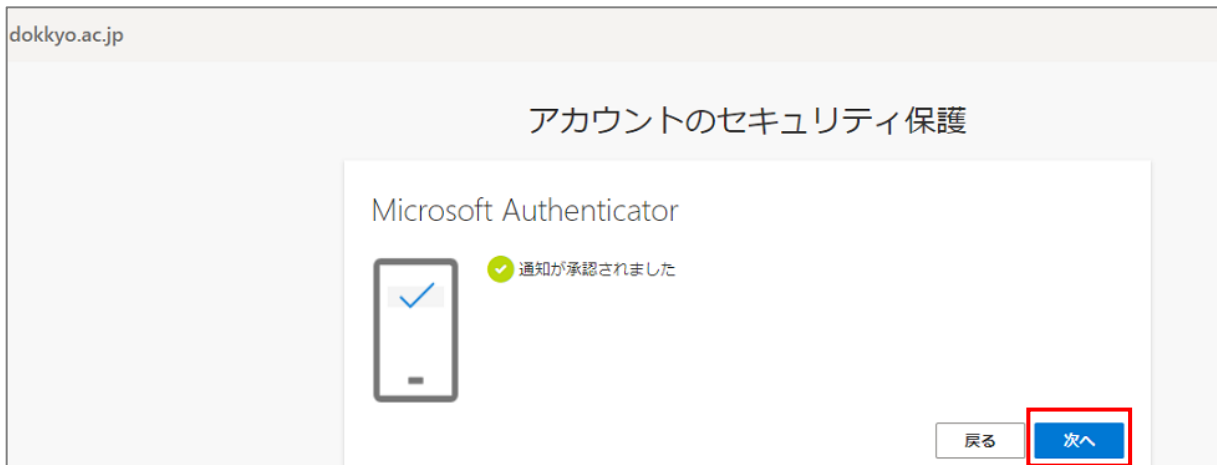 dokkyo.ac.jp
アカウントのセキュリティ保護
Microsoft Authenticator
通知が承認されました
戻る
次へ